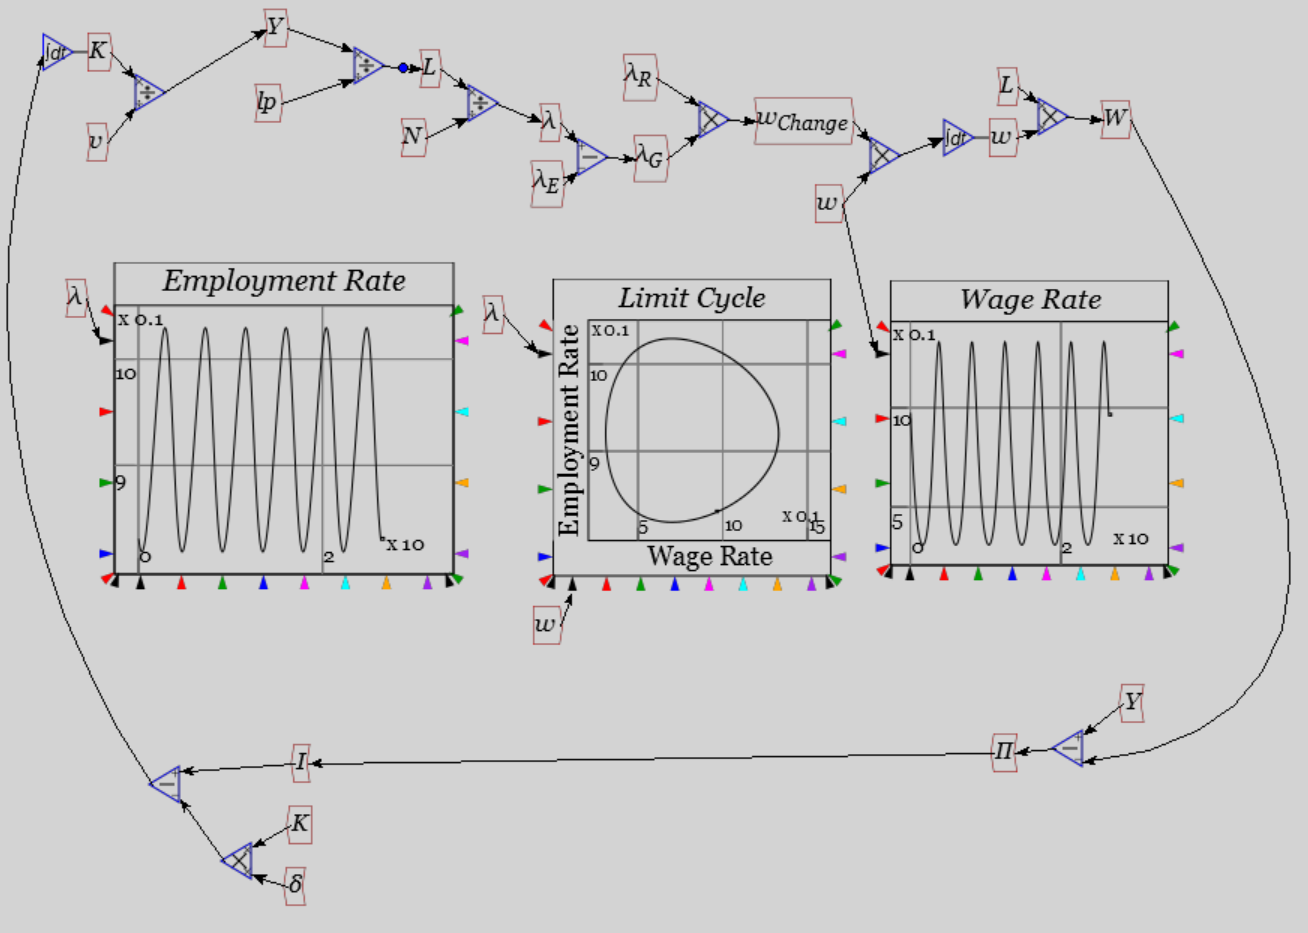 ∫dt
K
÷
v
Y
÷
lp
L
÷
N
λ
−
λE
λG
λR
×
wChange
×
w
∫dt
w
L
×
W
Employment Rate
λ
x 0.1
10
9
0
2
x 10
Limit Cycle
λ
Employment Rate
x 0.1
10
9
5
10
x 0.1
15
Wage Rate
w
Wage Rate
x 0.1
10
5
0
2
x 10
Y
−
Π
I
−
K
×
δ